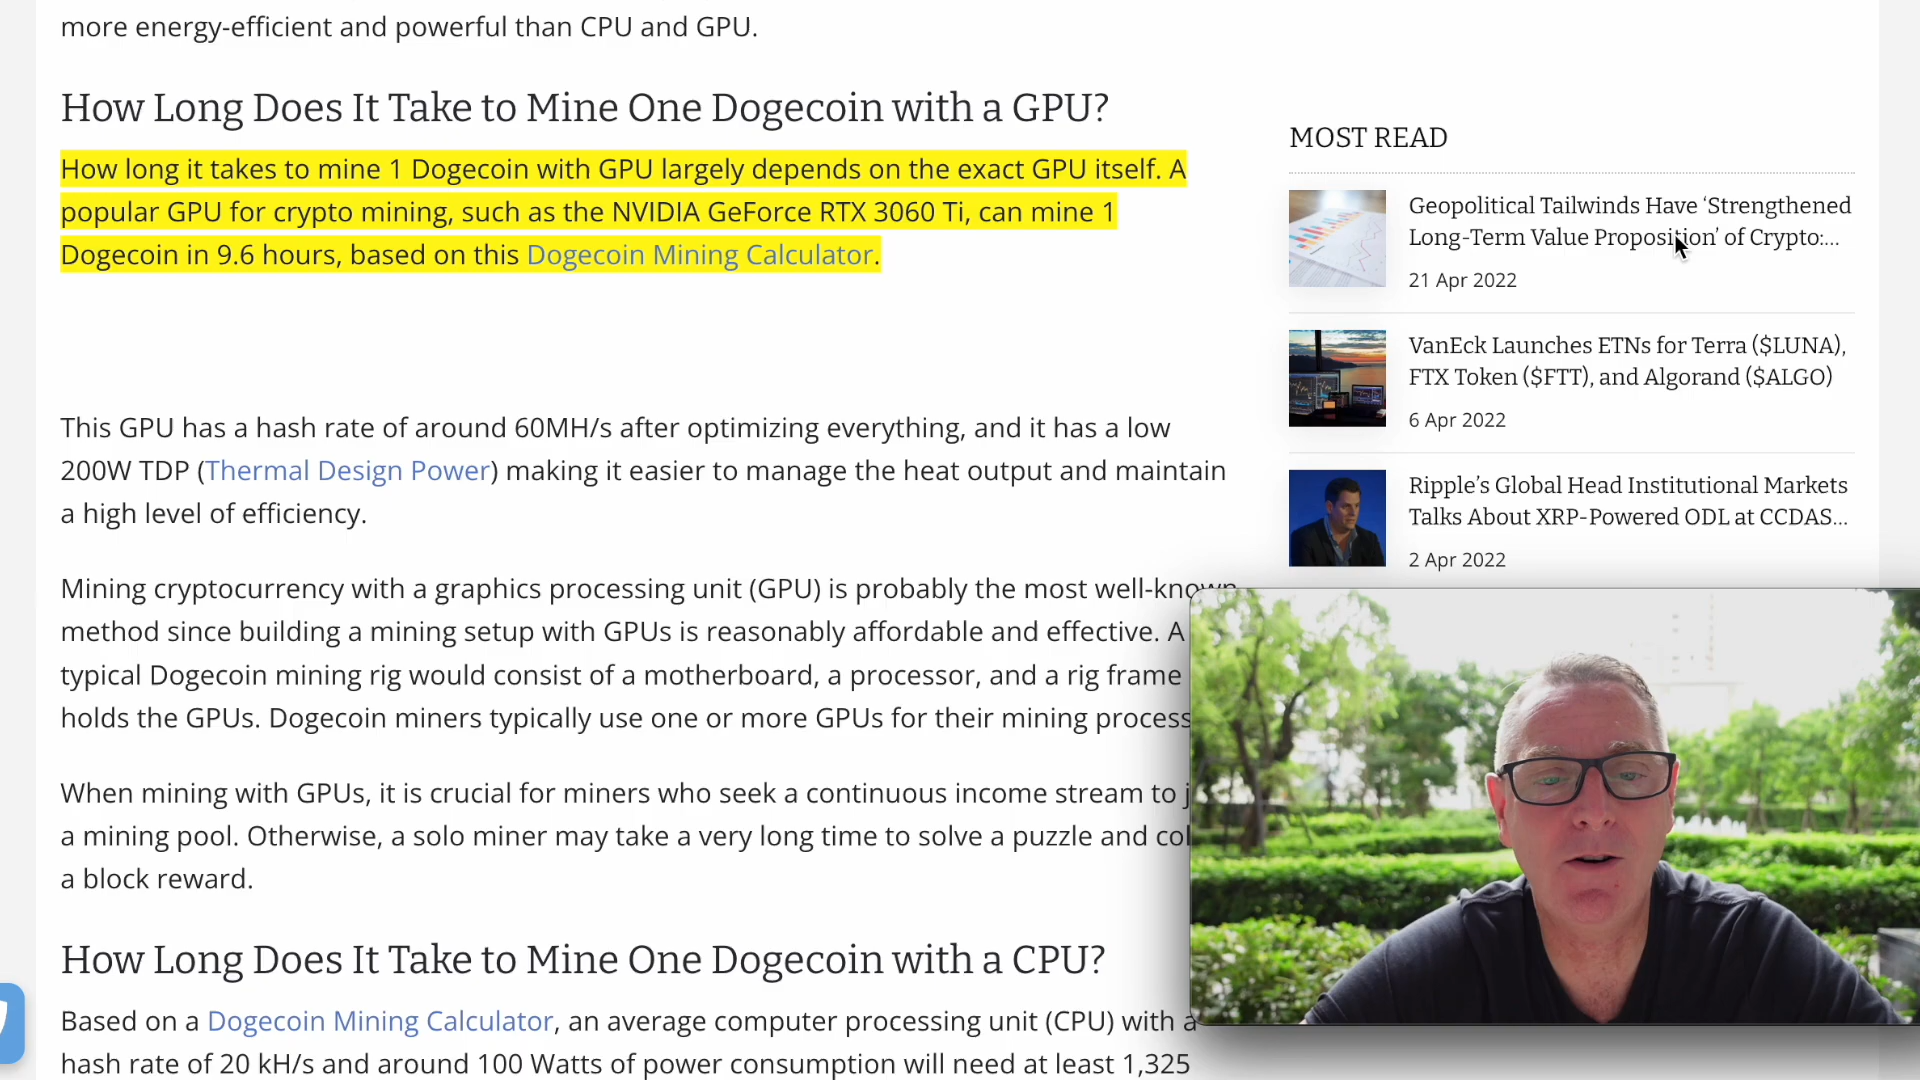 more energy-efficient and powerful than CPU and GPU.
How Long Does It Take to Mine One Dogecoin with a GPU?
How long it takes to mine 1 Dogecoin with GPU largely depends on the exact GPU itself. A
popular GPU for crypto mining, such as the NVIDIA GeForce RTX 3060 Ti, can mine 1
Dogecoin in 9.6 hours, based on this Dogecoin Mining Calculator.
This GPU has a hash rate of around 60MH/s after optimizing everything, and it has a low
200W TDP (Thermal Design Power) making it easier to manage the heat output and maintain
a high level of efficiency.
Mining cryptocurrency with a graphics processing unit (GPU) is probably the most well-known
method since building a mining setup with GPUs is reasonably affordable and effective. A
typical Dogecoin mining rig would consist of a motherboard, a processor, and a rig frame
holds the GPUs. Dogecoin miners typically use one or more GPUs for their mining process
When mining with GPUs, it is crucial for miners who seek a continuous income stream to
a mining pool. Otherwise, a solo miner may take a very long time to solve a puzzle and
a block reward.
How Long Does It Take to Mine One Dogecoin with a CPU?
Based on a Dogecoin Mining Calculator, an average computer processing unit (CPU) with a
hash rate of 20 kH/s and around 100 Watts of power consumption will need at least 1,325
MOST READ
Geopolitical Tailwinds Have ‘Strengthened
Long-Term Value Proposition’ of Crypto:...
21 Apr 2022
VanEck Launches ETNs for Terra ($LUNA),
FTX Token ($FTT), and Algorand ($ALGO)
6 Apr 2022
Ripple’s Global Head Institutional Markets
Talks About XRP-Powered ODL at CCDAS...
2 Apr 2022